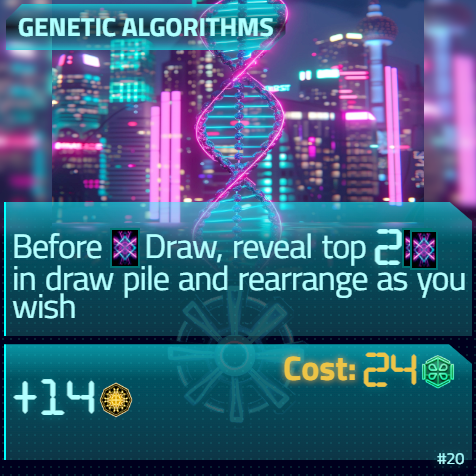 GENETIC ALGORITHMS
Before Draw, reveal top 2
in draw pile and rearrange as you
wish
Cost: 24
+14
#20